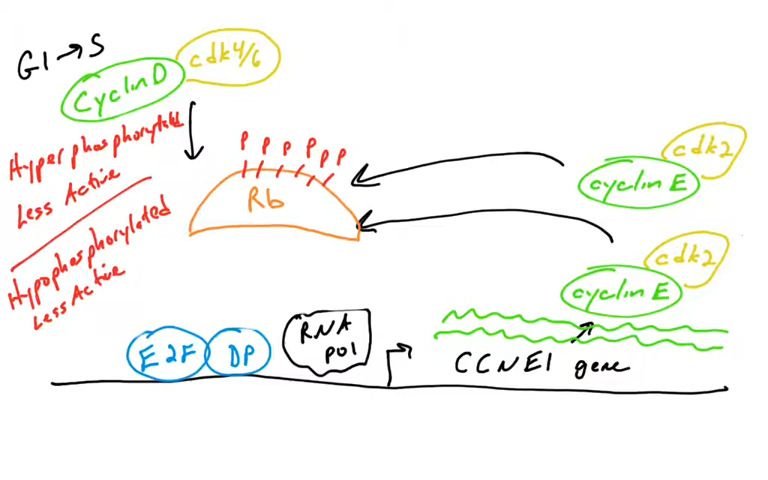 G1 → S
Cyclin D
cdk4/6
Hyperphosphorylated
Less Active
Hypophosphorylated
Less Active
P P P P P P
Rb
cdk2
cyclin E
cdk2
cyclin E
E2F
DP
RNA
pol
CCNE1 gene